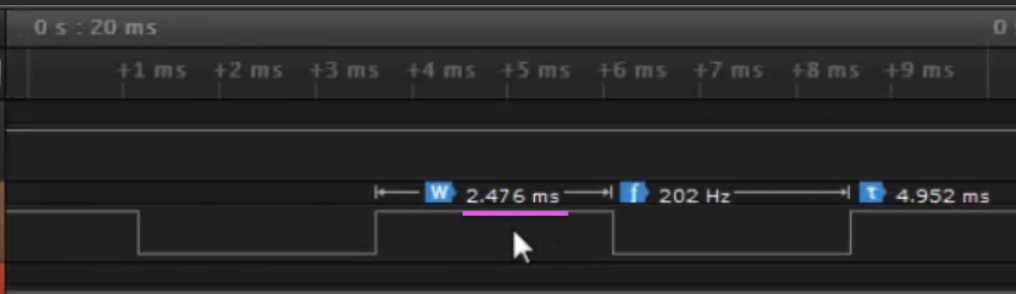 0 s : 20 ms
0
+1 ms +2 ms +3 ms +4 ms +5 ms +6 ms +7 ms +8 ms +9 ms
W 2.476 ms f 202 Hz τ 4.952 ms